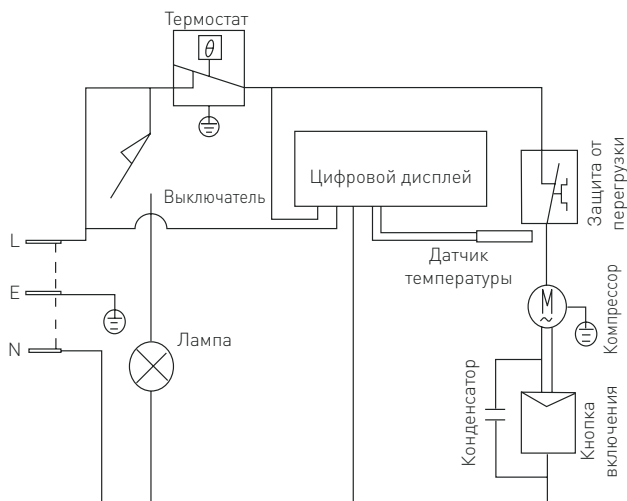 Термостат
θ
Цифровой дисплей
Защита от
перегрузки
Выключатель
L
Датчик
температуры
E
M
~
Компрессор
N
Лампа
Конденсатор
Кнопка
включения